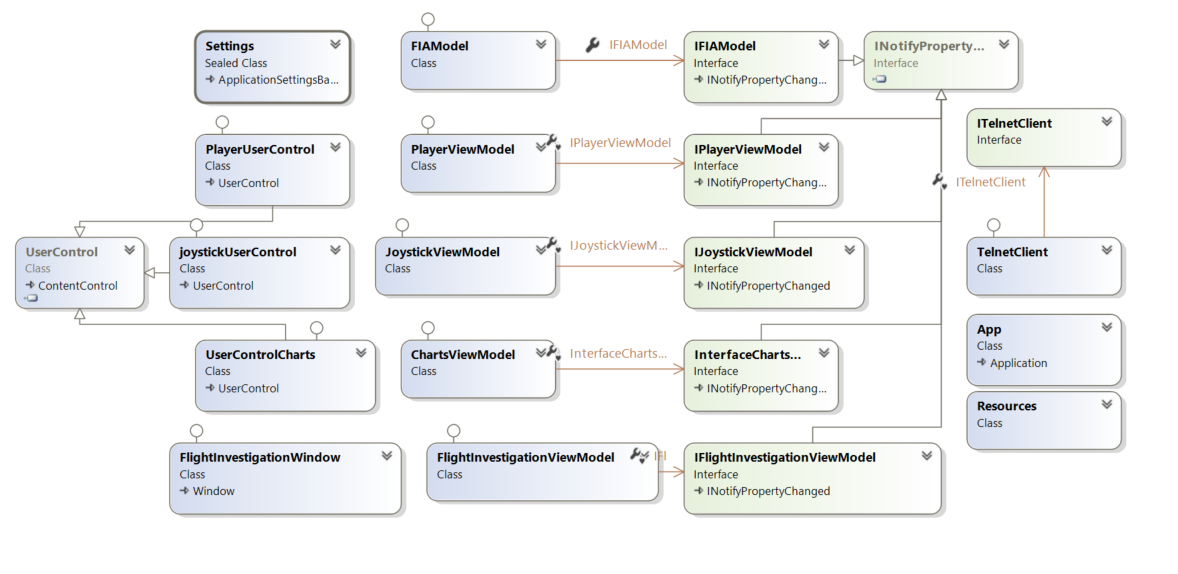 Settings
Sealed Class
ApplicationSettingsBa...
FIAModel
Class
IFIAModel
IFIAModel
Interface
INotifyPropertyChang...
INotifyProperty...
Interface
ITelnetClient
Interface
PlayerUserControl
Class
UserControl
PlayerViewModel
Class
IPlayerViewModel
IPlayerViewModel
Interface
INotifyPropertyChang...
ITelnetClient
UserControl
Class
ContentControl
joystickUserControl
Class
UserControl
JoystickViewModel
Class
IJoystickViewM...
IJoystickViewModel
Interface
INotifyPropertyChanged
TelnetClient
Class
App
Class
Application
UserControlCharts
Class
UserControl
ChartsViewModel
Class
InterfaceCharts...
InterfaceCharts...
Interface
INotifyPropertyChang...
Resources
Class
FlightInvestigationWindow
Class
Window
FlightInvestigationViewModel
Class
IFlightInvestigationViewModel
Interface
INotifyPropertyChanged